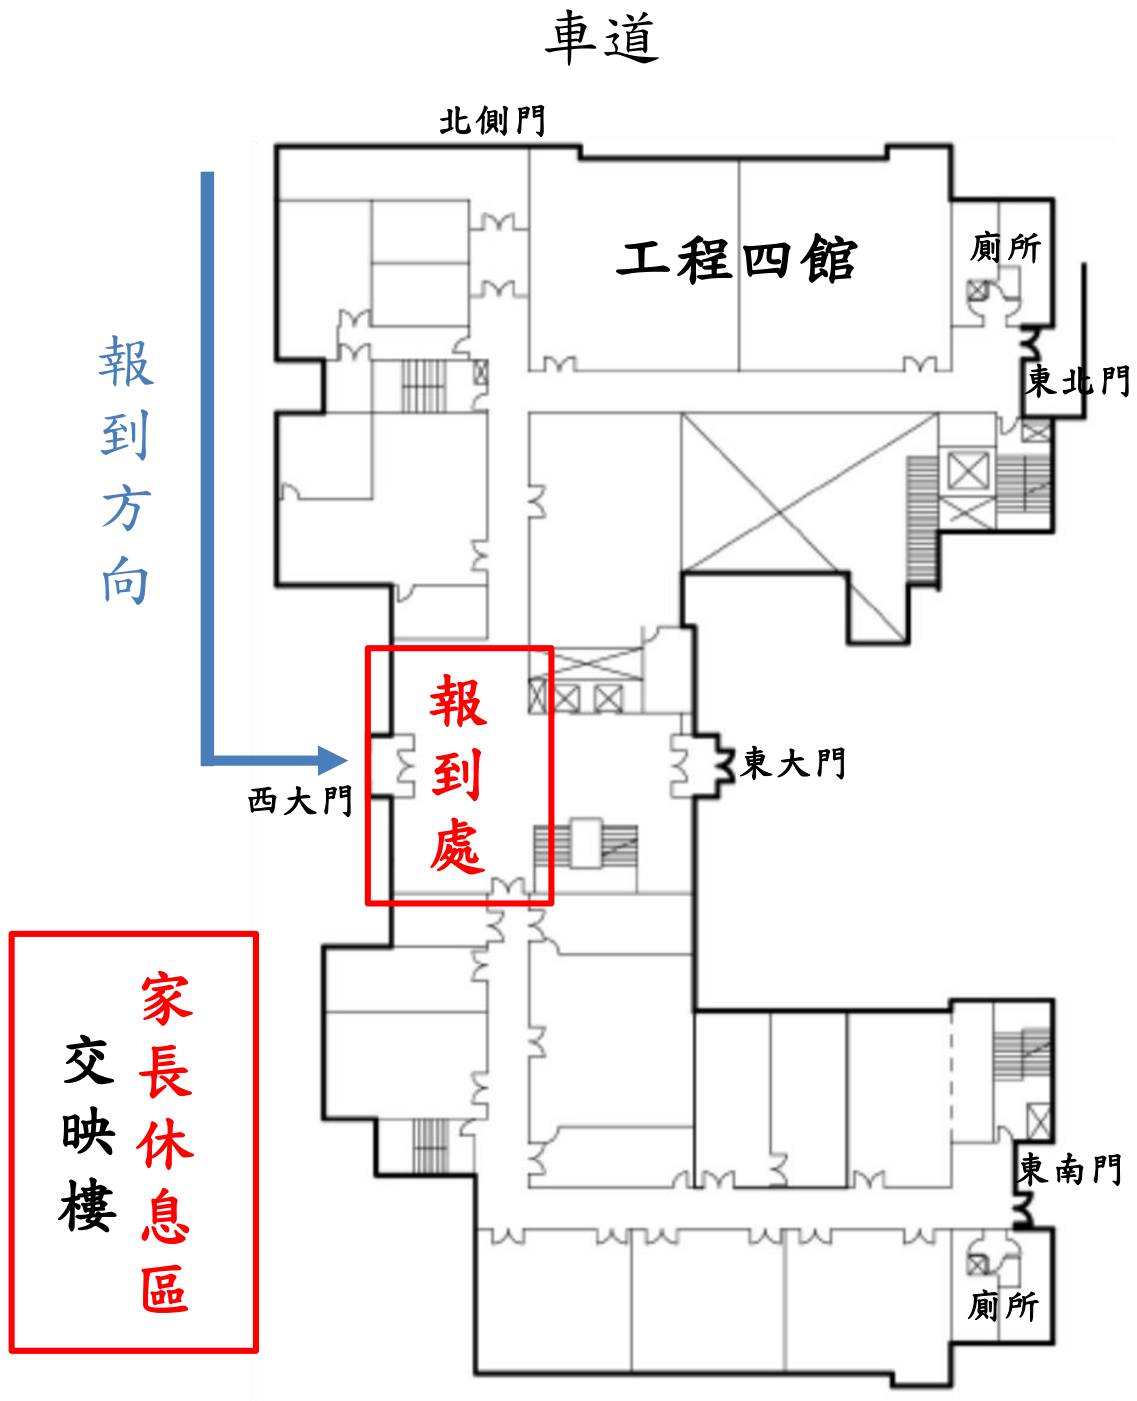 車道
北側門
工程四館
廁所
東北門
報到方向
報到處
東大門
西大門
家長休息區
交映樓
東南門
廁所